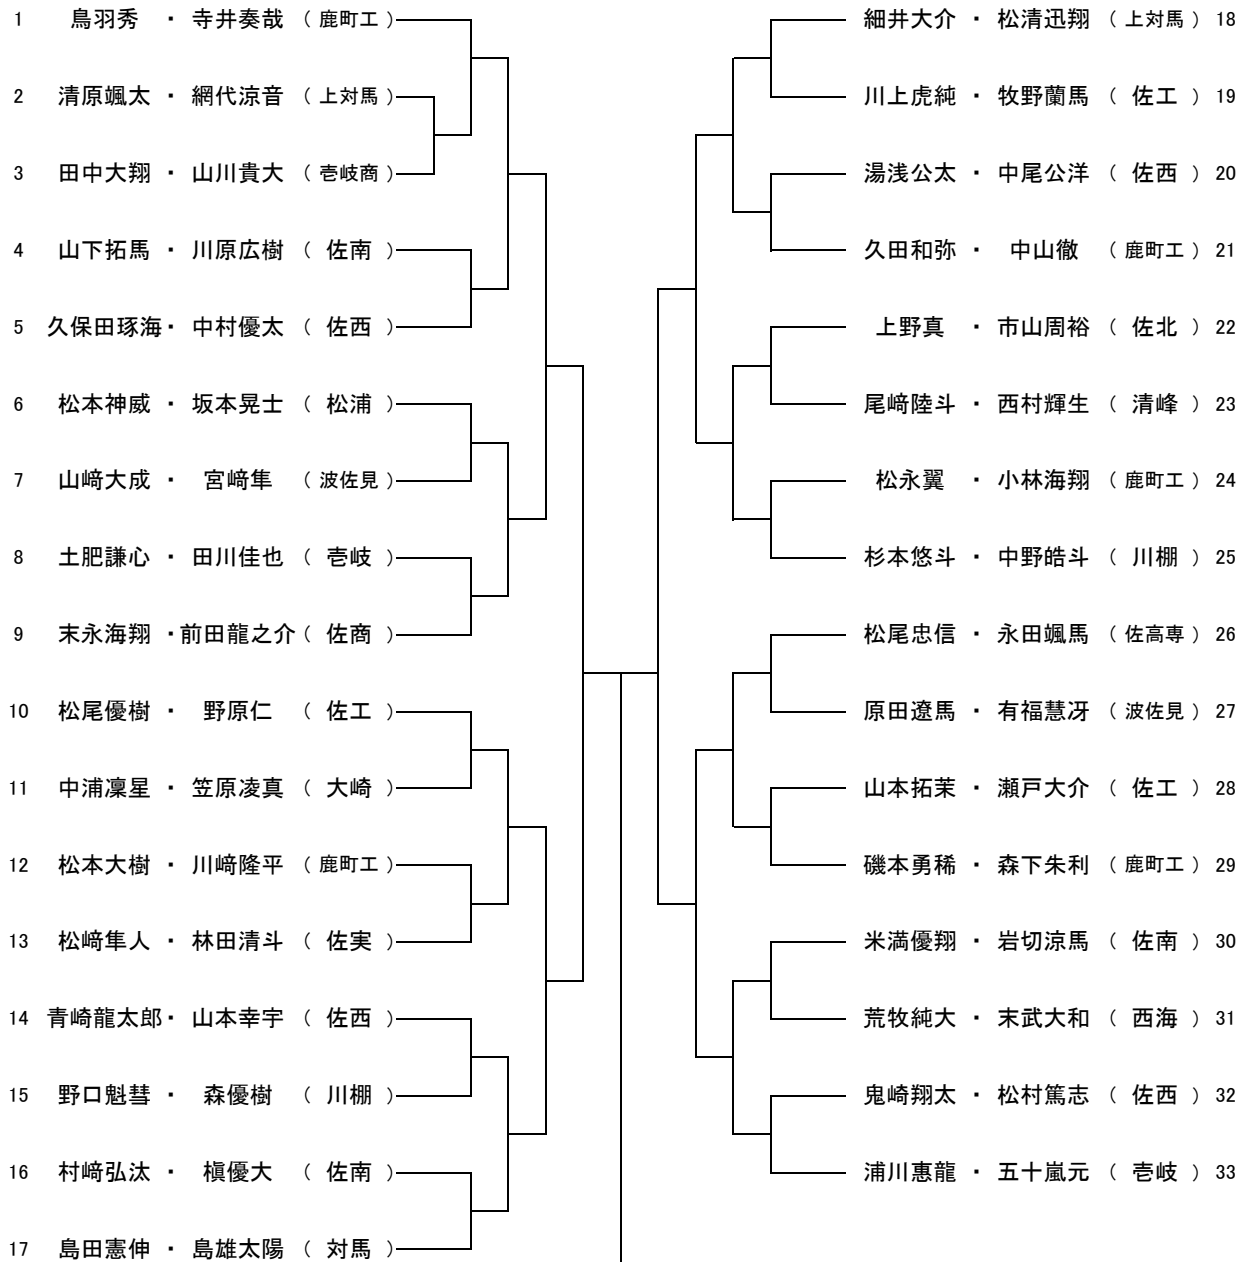 1 鳥羽秀 ・ 寺井奏哉 （ 鹿町工 ）
2 清原颯太 ・ 網代涼音 （ 上対馬 ）
3 田中大翔 ・ 山川貴大 （ 壱岐商 ）
4 山下拓馬 ・ 川原広樹 （ 佐南 ）
5 久保田琢海 ・ 中村優太 （ 佐西 ）
6 松本神威 ・ 坂本晃士 （ 松浦 ）
7 山﨑大成 ・ 宮﨑隼 （ 波佐見 ）
8 土肥謙心 ・ 田川佳也 （ 壱岐 ）
9 末永海翔 ・ 前田龍之介 （ 佐商 ）
10 松尾優樹 ・ 野原仁 （ 佐工 ）
11 中浦凜星 ・ 笠原凌真 （ 大崎 ）
12 松本大樹 ・ 川﨑隆平 （ 鹿町工 ）
13 松﨑隼人 ・ 林田清斗 （ 佐実 ）
14 青崎龍太郎 ・ 山本幸宇 （ 佐西 ）
15 野口魁彗 ・ 森優樹 （ 川棚 ）
16 村﨑弘汰 ・ 槇優大 （ 佐南 ）
17 島田憲伸 ・ 島雄太陽 （ 対馬 ）
細井大介 ・ 松清迅翔 （ 上対馬 ） 18
川上虎純 ・ 牧野蘭馬 （ 佐工 ） 19
湯浅公太 ・ 中尾公洋 （ 佐西 ） 20
久田和弥 ・ 中山徹 （ 鹿町工 ） 21
上野真 ・ 市山周裕 （ 佐北 ） 22
尾﨑陸斗 ・ 西村輝生 （ 清峰 ） 23
松永翼 ・ 小林海翔 （ 鹿町工 ） 24
杉本悠斗 ・ 中野皓斗 （ 川棚 ） 25
松尾忠信 ・ 永田颯馬 （ 佐高専 ） 26
原田遼馬 ・ 有福慧冴 （ 波佐見 ） 27
山本拓茉 ・ 瀬戸大介 （ 佐工 ） 28
磯本勇稀 ・ 森下朱利 （ 鹿町工 ） 29
米満優翔 ・ 岩切涼馬 （ 佐南 ） 30
荒牧純大 ・ 末武大和 （ 西海 ） 31
鬼崎翔太 ・ 松村篤志 （ 佐西 ） 32
浦川惠龍 ・ 五十嵐元 （ 壱岐 ） 33